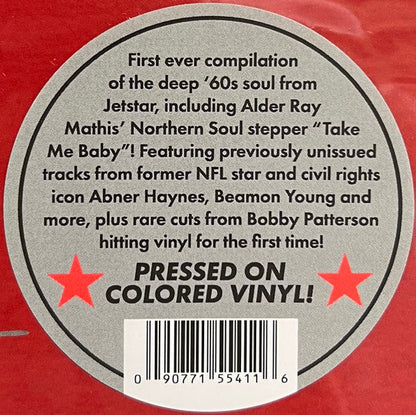 First ever compilation
of the deep ‘60s soul from
Jetstar, including Alder Ray
Mathis’ Northern Soul stepper “Take
Me Baby”! Featuring previously unissued
tracks from former NFL star and civil rights
icon Abner Haynes, Beamon Young and
more, plus rare cuts from Bobby Patterson
hitting vinyl for the first time!
PRESSED ON
COLORED VINYL!
0 90771 55411 6